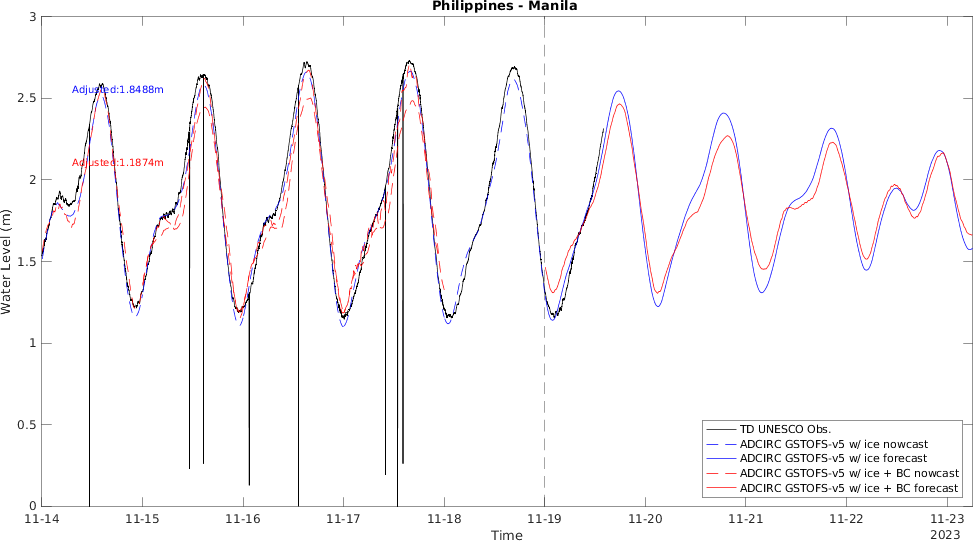 Philippines - Manila
Water Level (m)
3
2.5
2
1.5
1
0.5
0
Adjusted:1.8488m
Adjusted:1.1874m
TD UNESCO Obs.
ADCIRC GSTOFS-v5 w/ ice nowcast
ADCIRC GSTOFS-v5 w/ ice forecast
ADCIRC GSTOFS-v5 w/ ice + BC nowcast
ADCIRC GSTOFS-v5 w/ ice + BC forecast
11-14 11-15 11-16 11-17 11-18 11-19 11-20 11-21 11-22 11-23
2023
Time